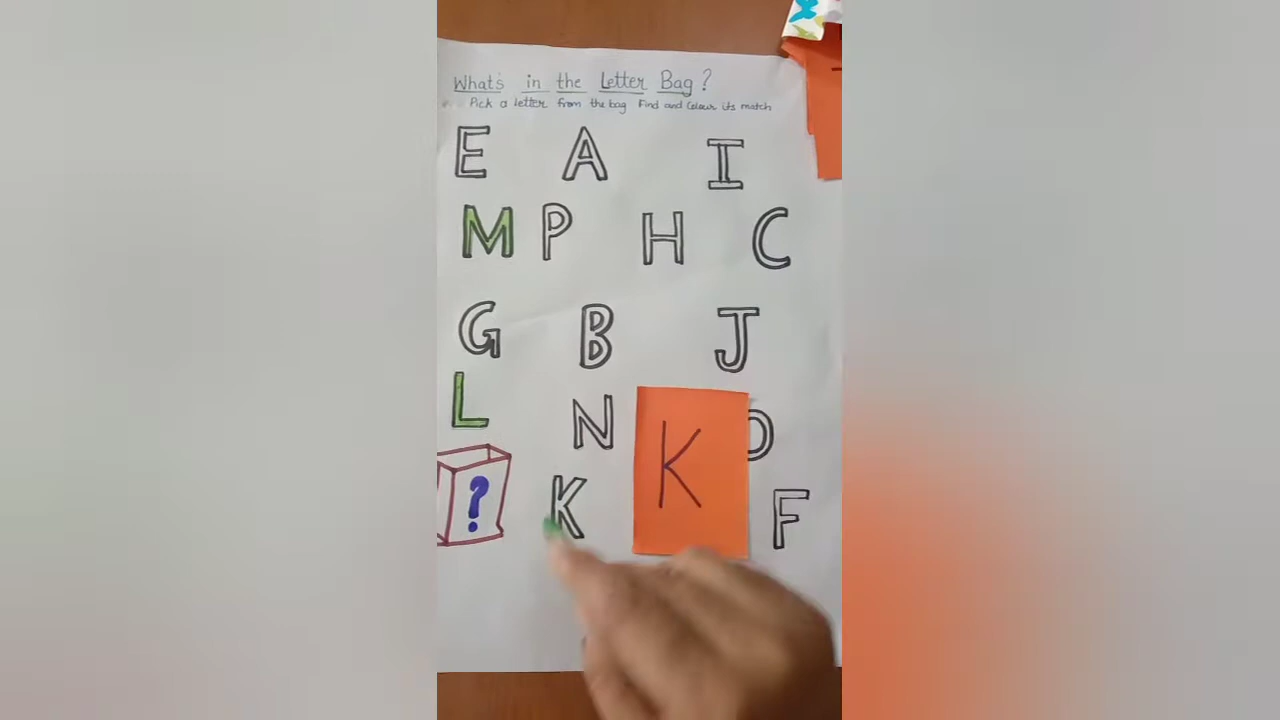 What's in the Letter Bag?
Pick a letter from the bag Find and Colour its match
E A I
M P H C
G B J
L N
K
?
K F